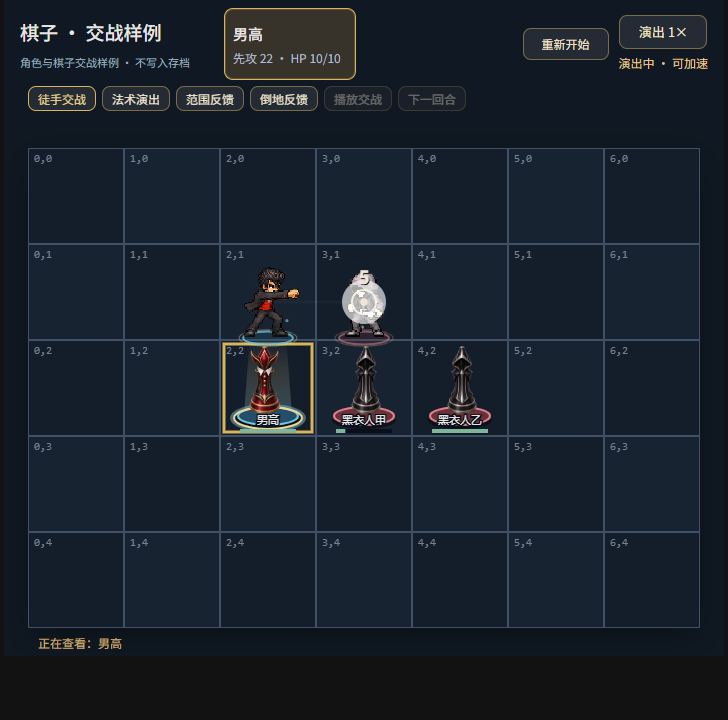 棋子 • 交战样例
角色与棋子交战样例 • 不写入存档
男高
先攻 22 • HP 10/10
重新开始
演出 1×
演出中 • 可加速
徒手交战
法术演出
范围反馈
倒地反馈
播放交战
下一回合
0,0 1,0 2,0 3,0 4,0 5,0 6,0
0,1 1,1 2,1 3,1 4,1 5,1 6,1
5
0,2 1,2 2,2 3,2 4,2 5,2 6,2
男高 黑衣人甲 黑衣人乙
0,3 1,3 2,3 3,3 4,3 5,3 6,3
0,4 1,4 2,4 3,4 4,4 5,4 6,4
正在查看: 男高